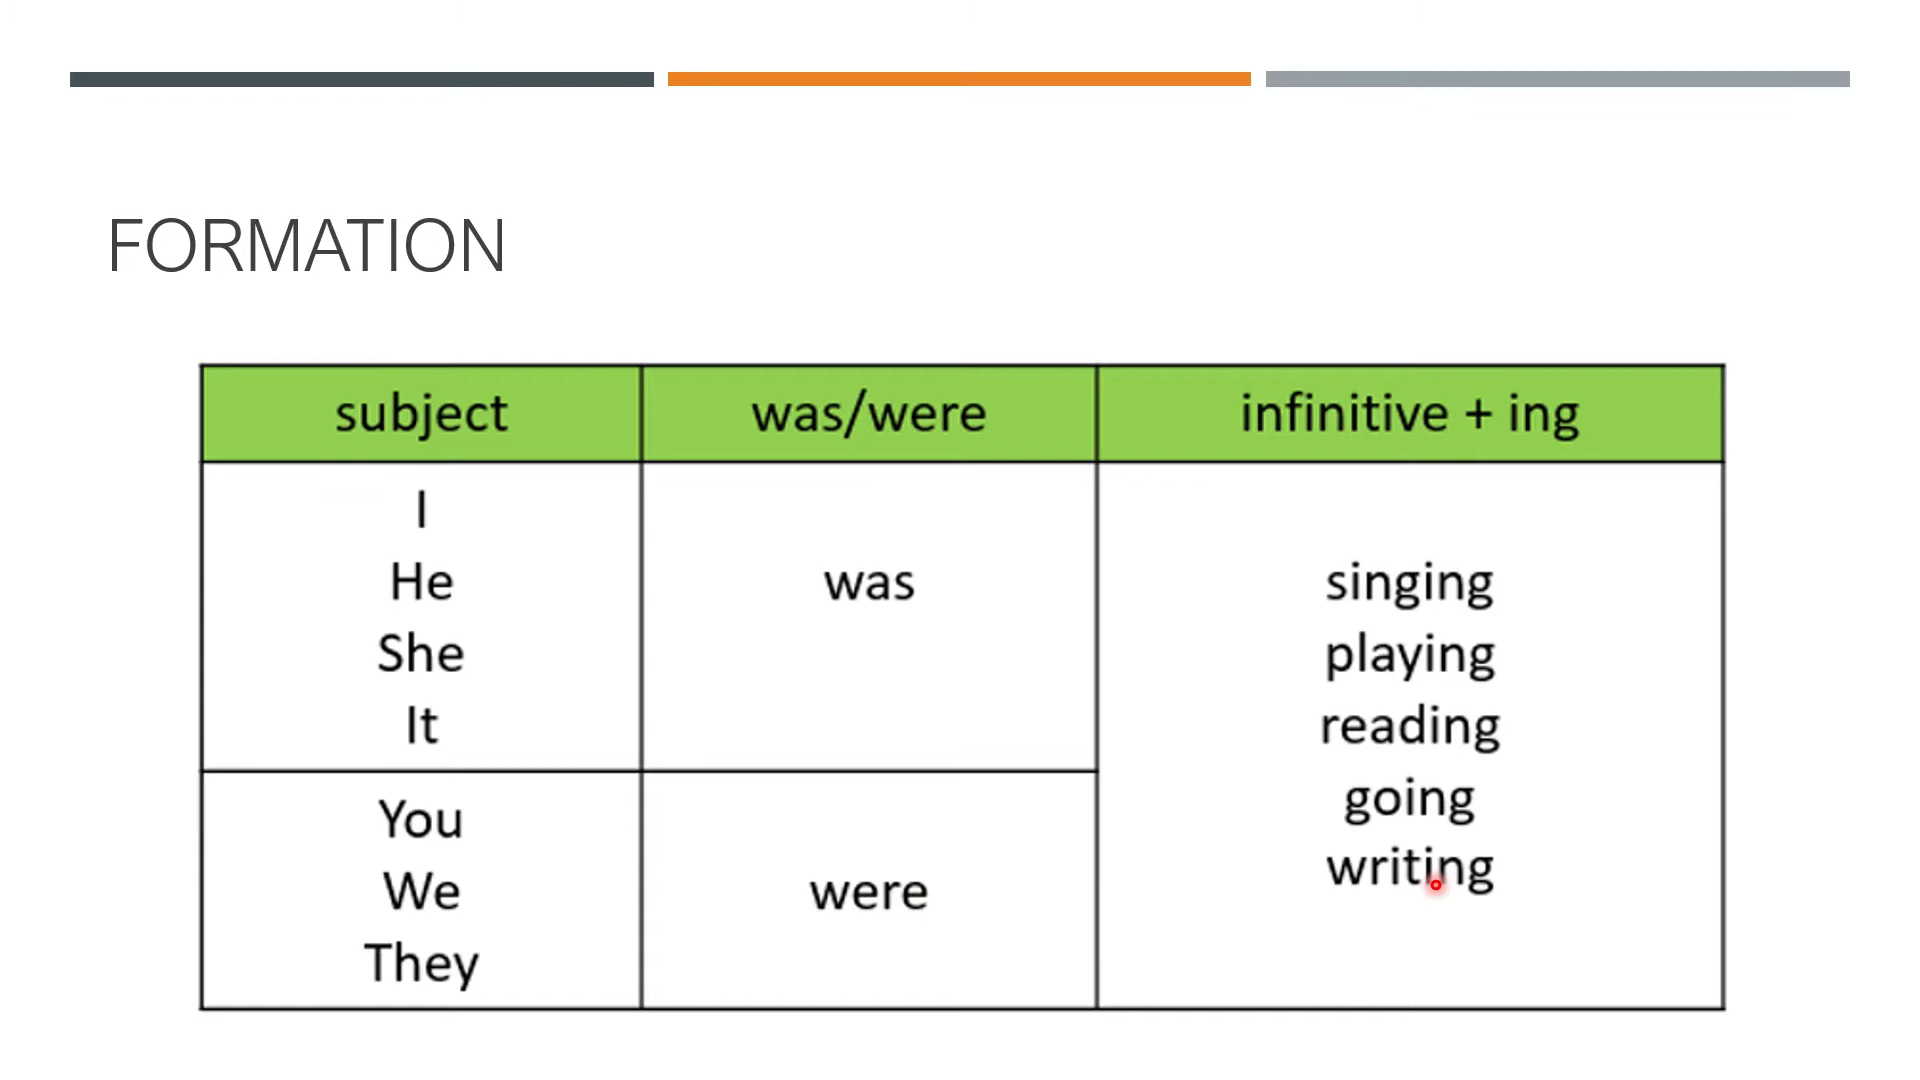 FORMATION
subject was/were infinitive + ing
I
He
She
It
was
singing
playing
reading
going
writing
You
We
They
were